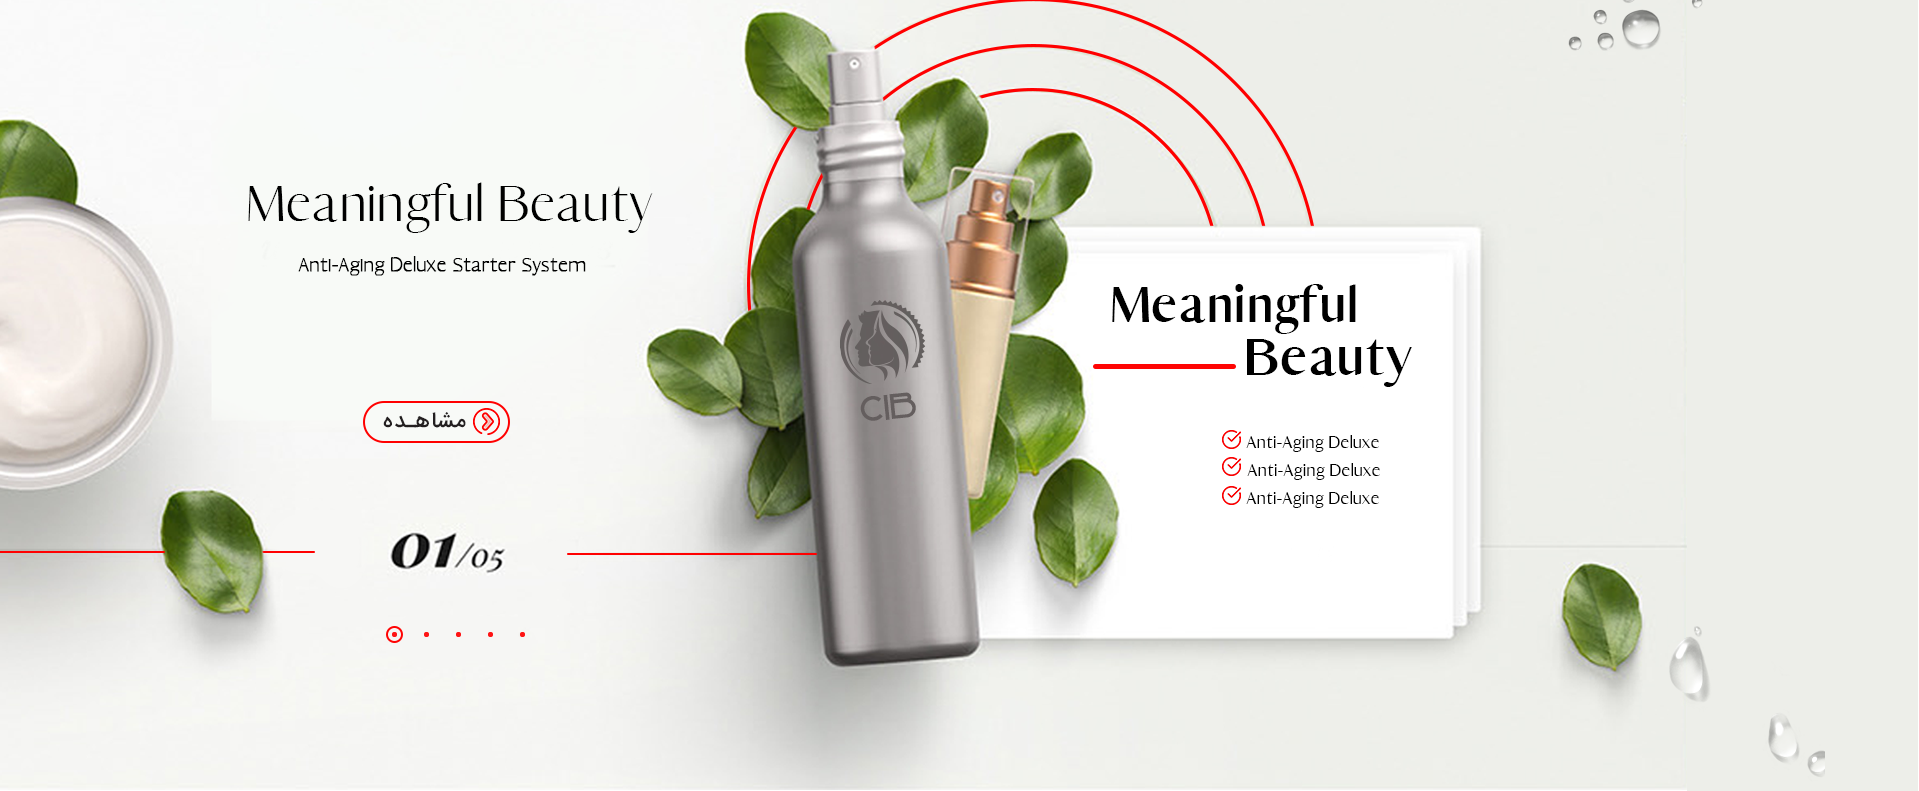 Meaningful Beauty
Anti-Aging Deluxe Starter System
مشاهـده
01/05
CIB
Meaningful
Beauty
Anti-Aging Deluxe
Anti-Aging Deluxe
Anti-Aging Deluxe